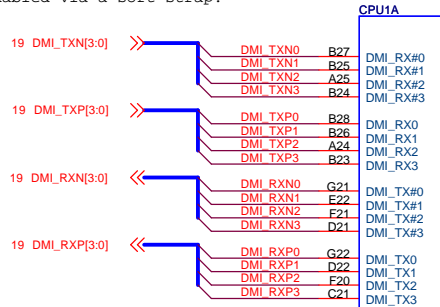 nabled via a soft strap.
CPU1A
19 DMI_TXN[3:0]
DMI_TXN0 B27 DMI_RX#0
DMI_TXN1 B25 DMI_RX#1
DMI_TXN2 A25 DMI_RX#2
DMI_TXN3 B24 DMI_RX#3
19 DMI_TXP[3:0]
DMI_TXP0 B28 DMI_RX0
DMI_TXP1 B26 DMI_RX1
DMI_TXP2 A24 DMI_RX2
DMI_TXP3 B23 DMI_RX3
19 DMI_RXN[3:0]
DMI_RXN0 G21 DMI_TX#0
DMI_RXN1 E22 DMI_TX#1
DMI_RXN2 F21 DMI_TX#2
DMI_RXN3 D21 DMI_TX#3
19 DMI_RXP[3:0]
DMI_RXP0 G22 DMI_TX0
DMI_RXP1 D22 DMI_TX1
DMI_RXP2 F20 DMI_TX2
DMI_RXP3 C21 DMI_TX3